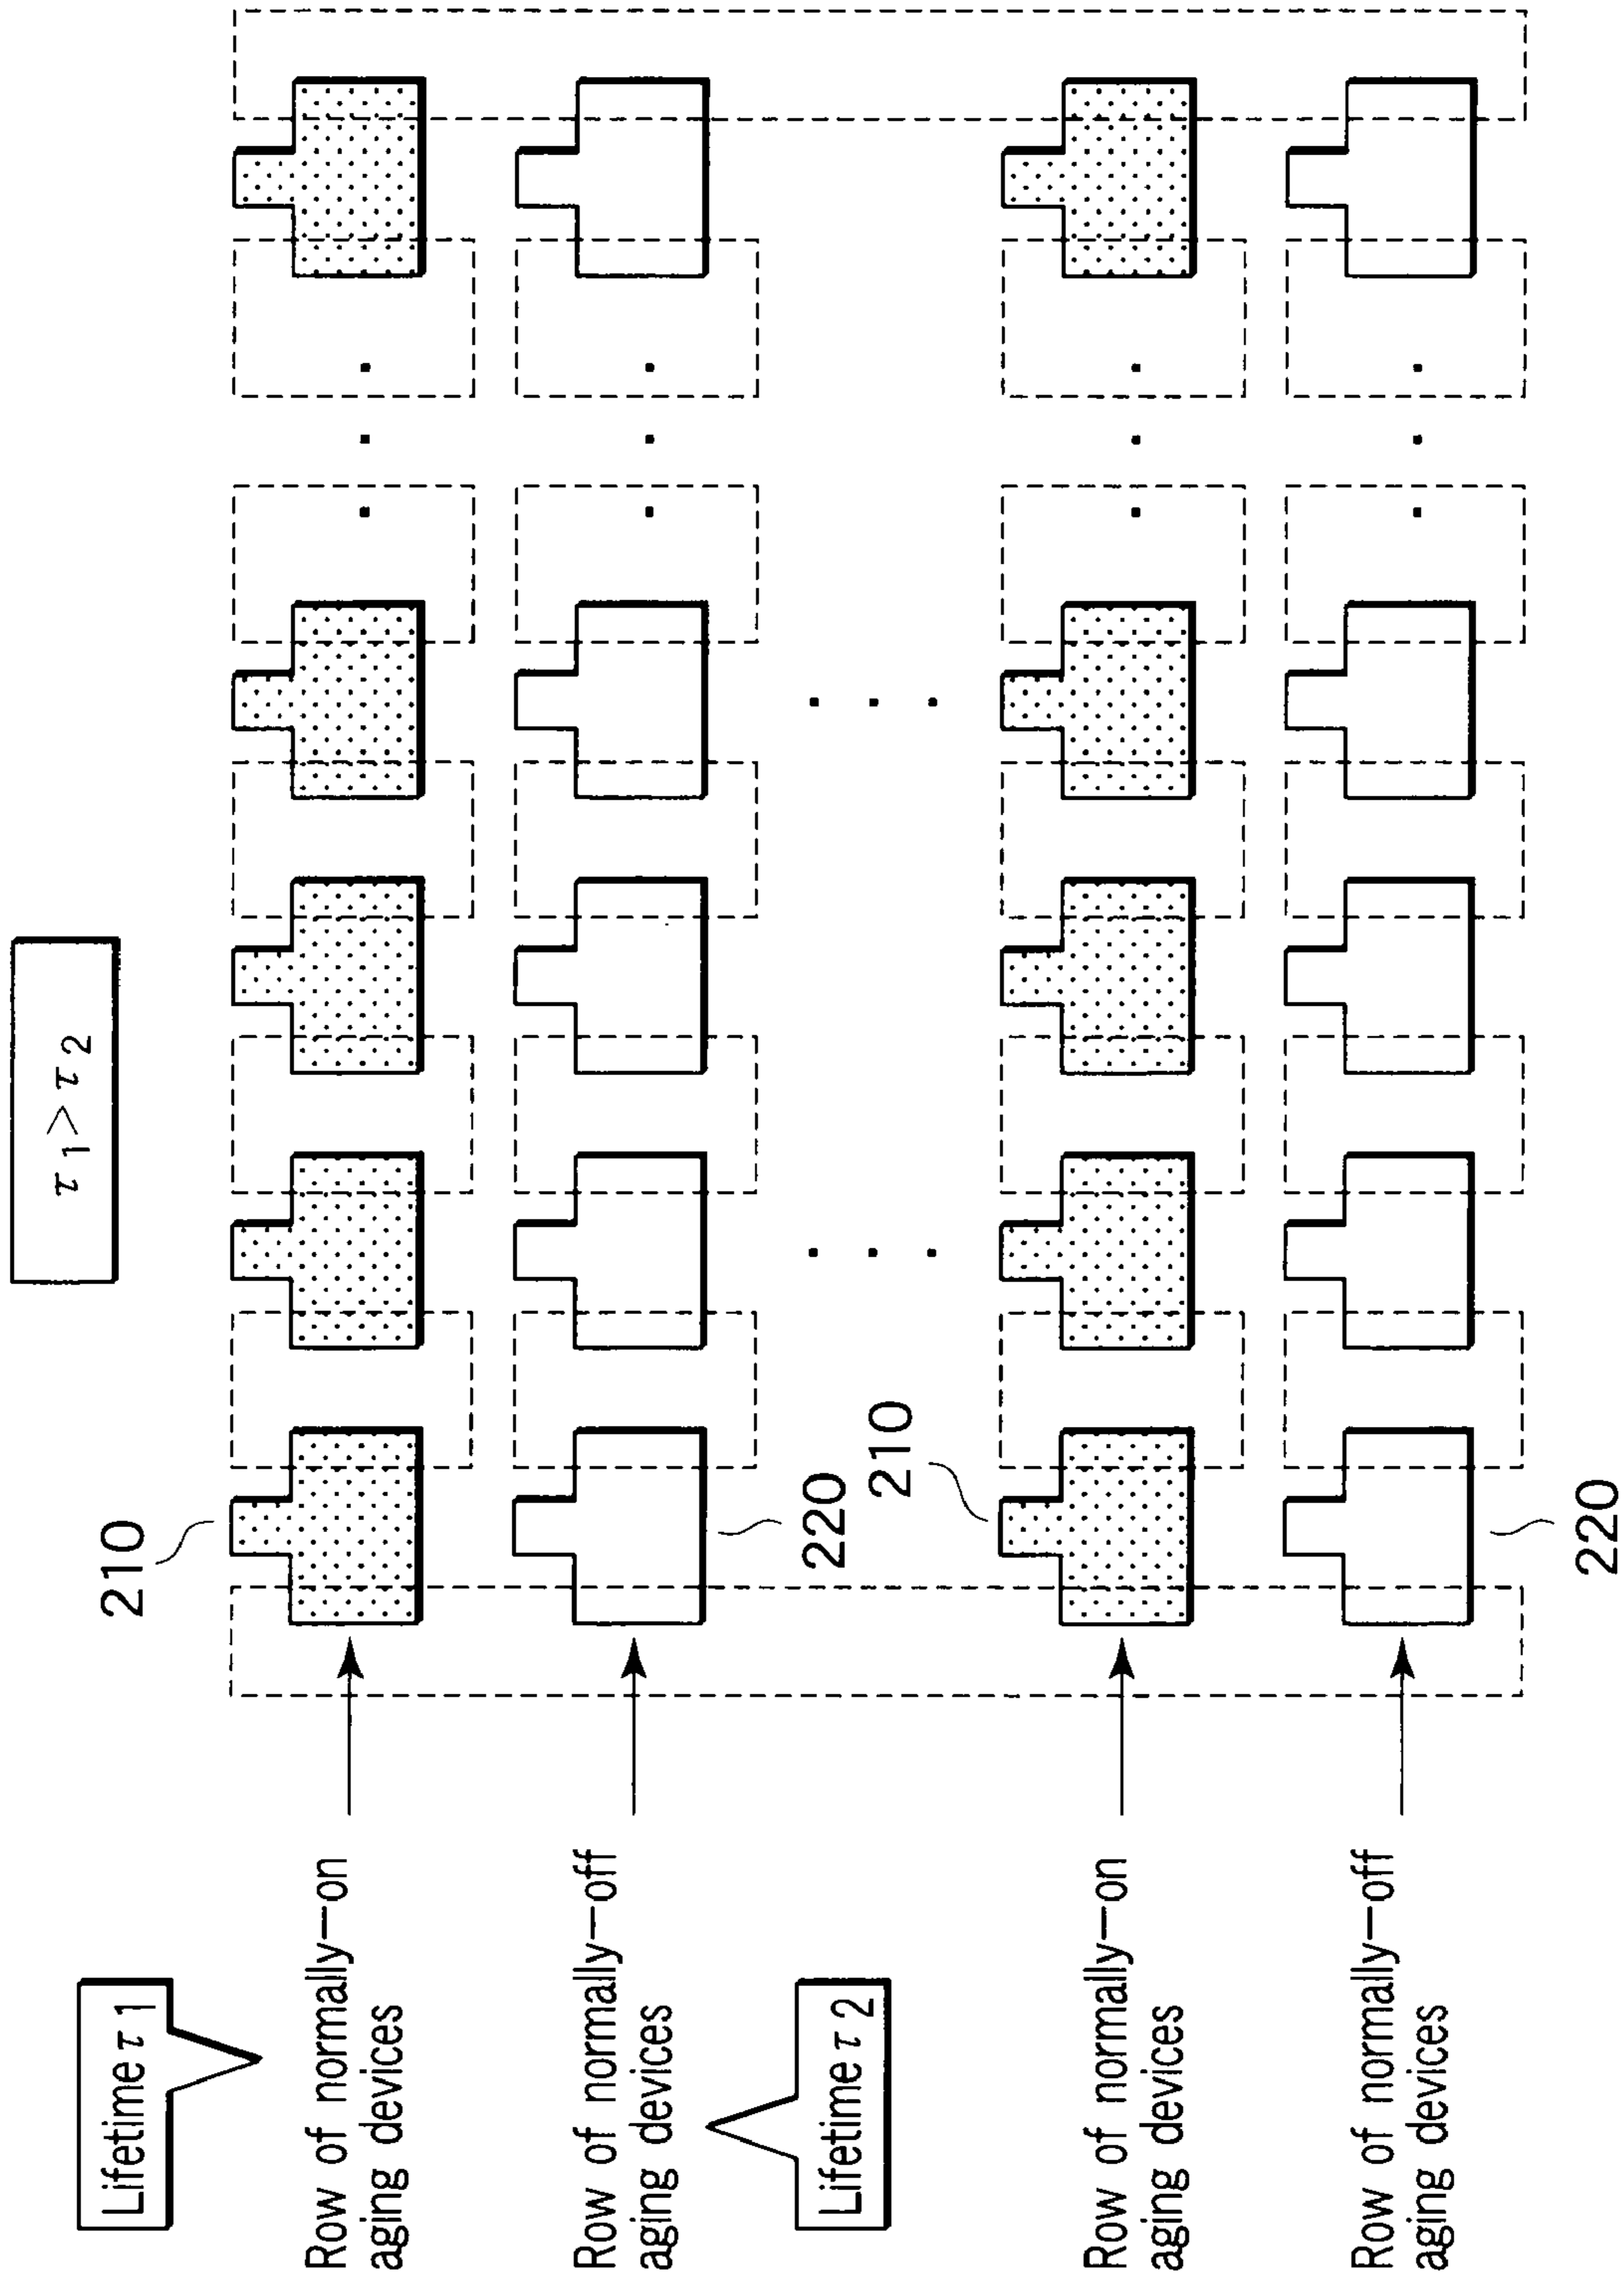 τ1>τ2
Lifetime τ1
210
Row of normally-on
aging devices
Row of normally-off
aging devices
220
Lifetime τ2
210
Row of normally-on
aging devices
Row of normally-off
aging devices
220